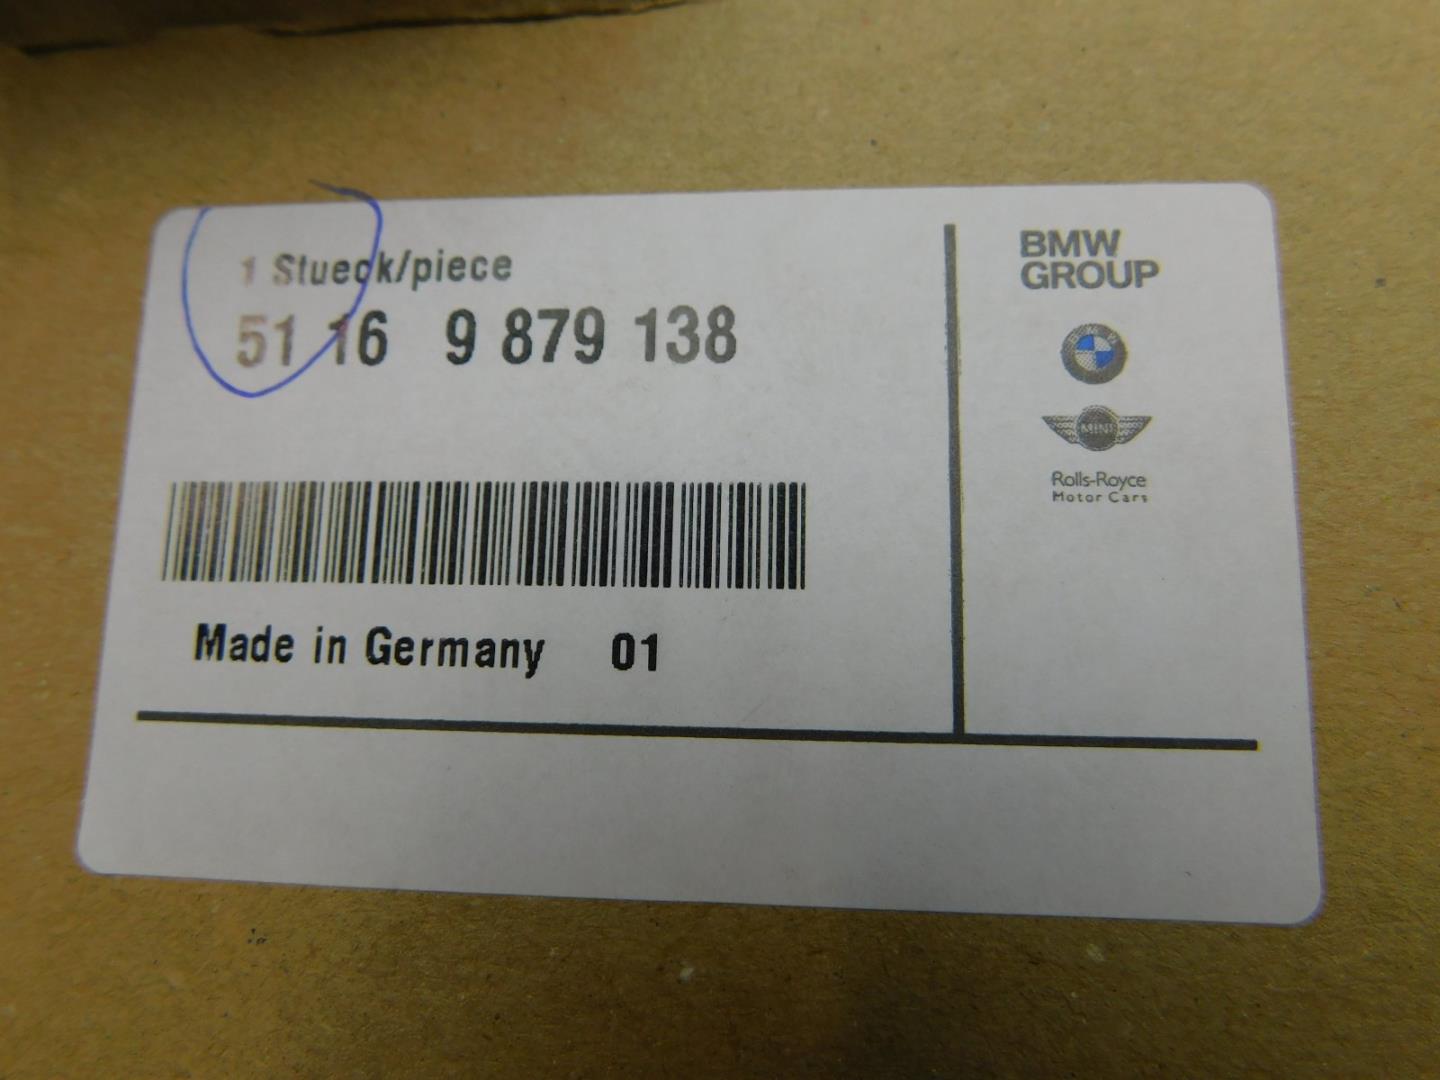 1 Stueck/piece
51 16 9 879 138
Made in Germany 01
BMW
GROUP
BMW
MINI
Rolls-Royce
Motor Cars